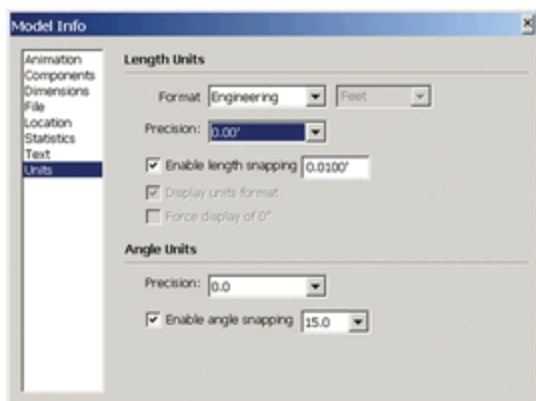 Model Info
Animation
Components
Dimensions
File
Location
Statistics
Text
Units
Length Units
Format Engineering Feet
Precision: 0.00'
Enable length snapping 0.0100'
Display units format
Force display of 0"
Angle Units
Precision: 0.0
Enable angle snapping 15.0